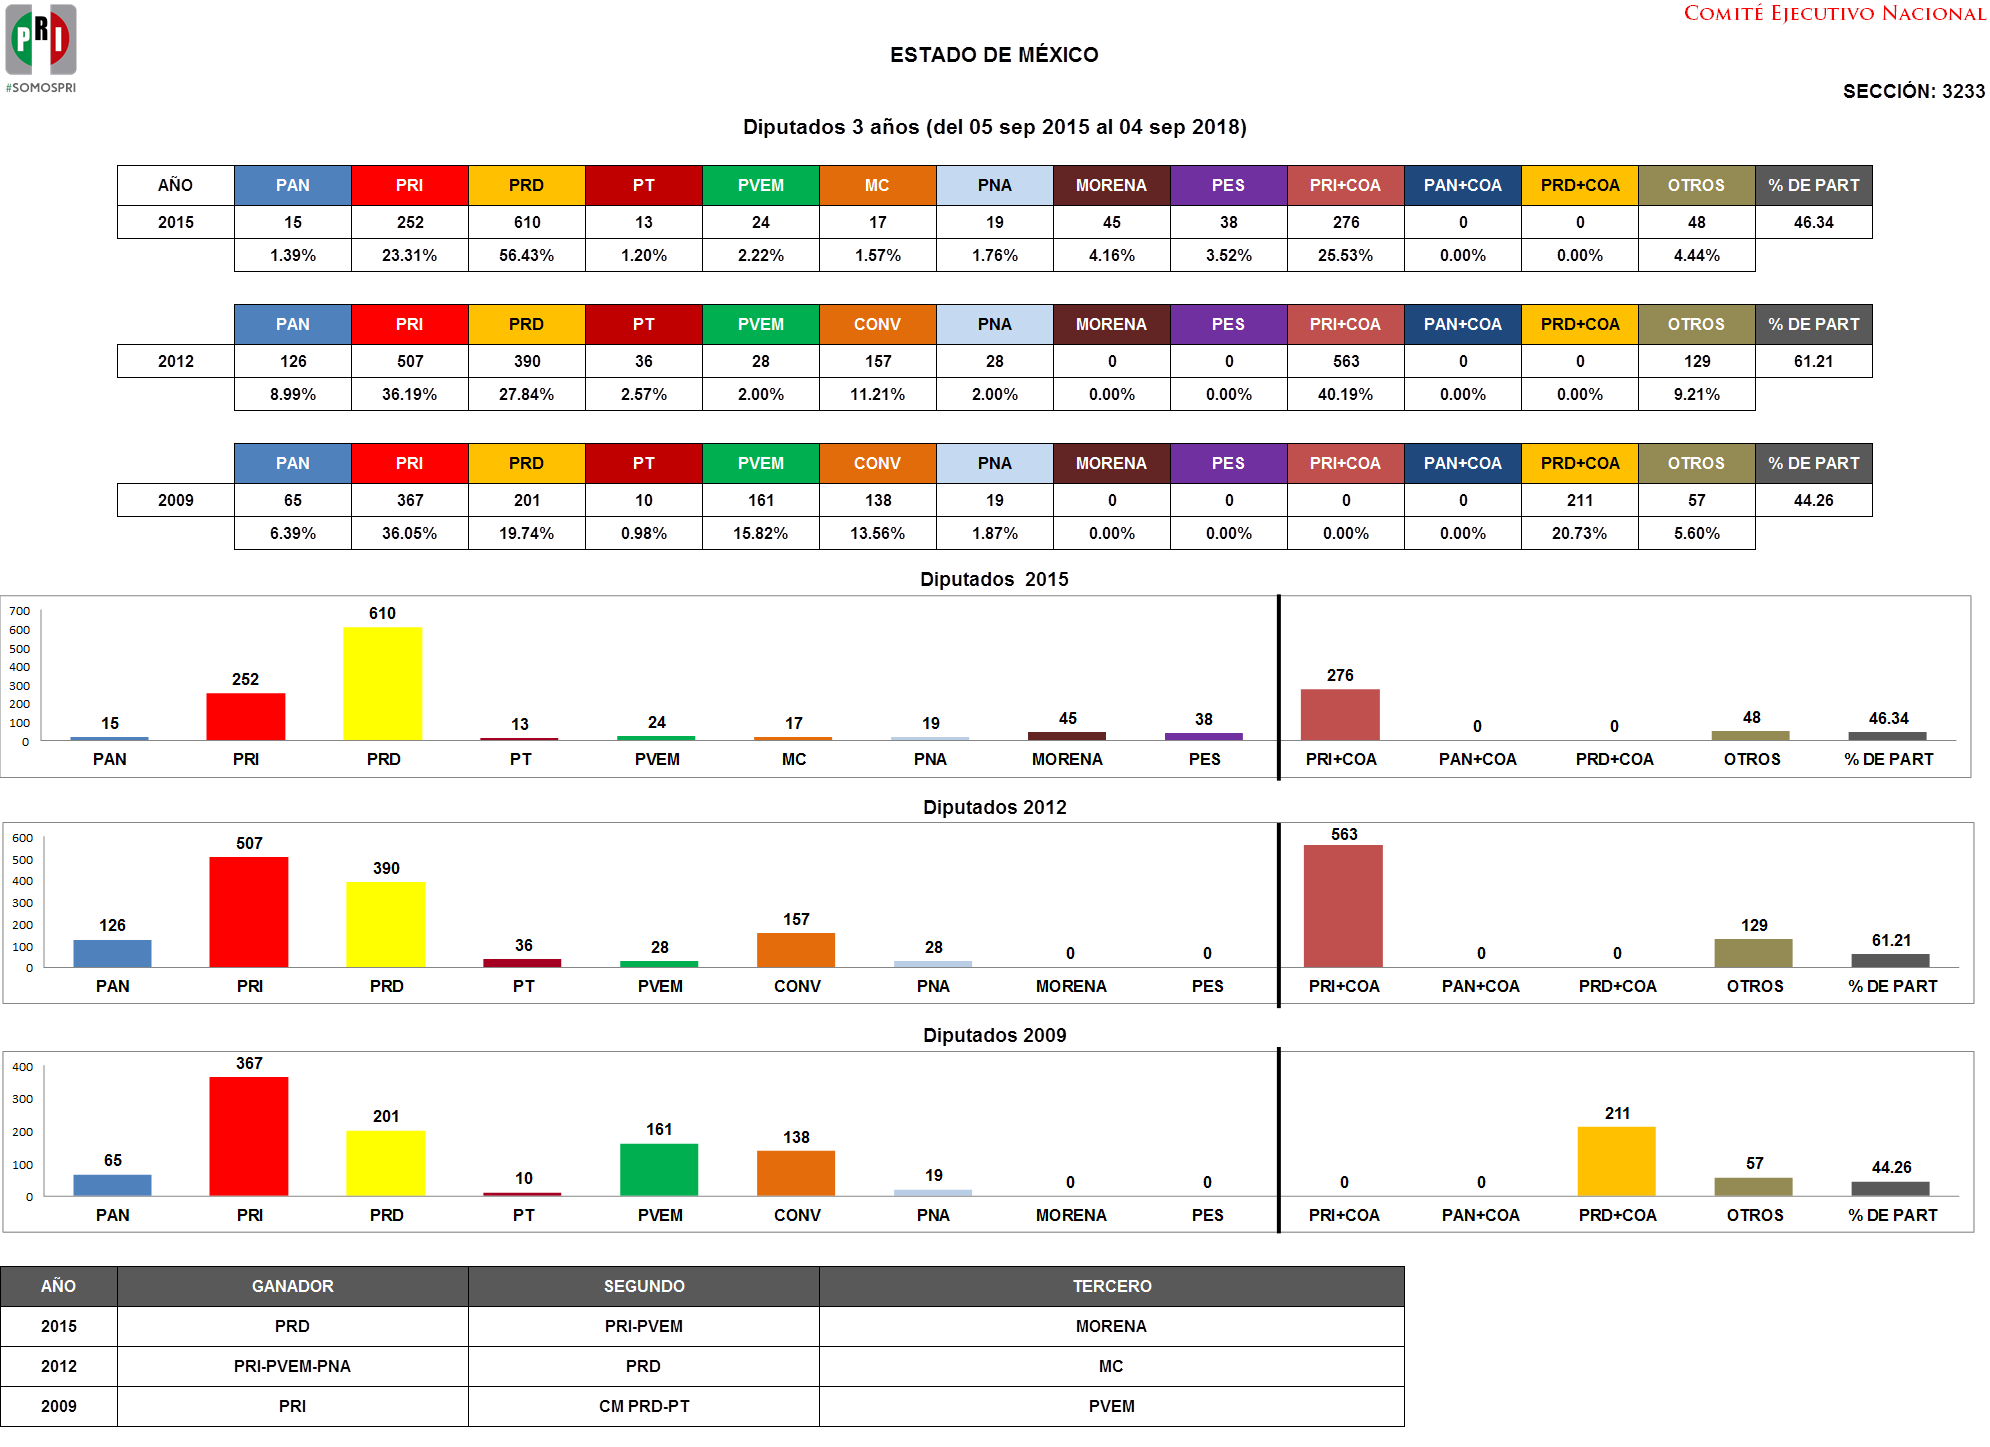 PRI
#SOMOSPRI
COMITÉ EJECUTIVO NACIONAL
ESTADO DE MÉXICO
SECCIÓN: 3233
Diputados 3 años (del 05 sep 2015 al 04 sep 2018)
AÑO PAN PRI PRD PT PVEM MC PNA MORENA PES PRI+COA PAN+COA PRD+COA OTROS % DE PART
2015 15 252 610 13 24 17 19 45 38 276 0 0 48 46.34
1.39% 23.31% 56.43% 1.20% 2.22% 1.57% 1.76% 4.16% 3.52% 25.53% 0.00% 0.00% 4.44%
PAN PRI PRD PT PVEM CONV PNA MORENA PES PRI+COA PAN+COA PRD+COA OTROS % DE PART
2012 126 507 390 36 28 157 28 0 0 563 0 0 129 61.21
8.99% 36.19% 27.84% 2.57% 2.00% 11.21% 2.00% 0.00% 0.00% 40.19% 0.00% 0.00% 9.21%
PAN PRI PRD PT PVEM CONV PNA MORENA PES PRI+COA PAN+COA PRD+COA OTROS % DE PART
2009 65 367 201 10 161 138 19 0 0 0 0 211 57 44.26
6.39% 36.05% 19.74% 0.98% 15.82% 13.56% 1.87% 0.00% 0.00% 0.00% 0.00% 20.73% 5.60%
Diputados 2015
700
600
500
400
300
200
100
0
15 252 610 13 24 17 19 45 38 276 0 0 48 46.34
PAN PRI PRD PT PVEM MC PNA MORENA PES PRI+COA PAN+COA PRD+COA OTROS % DE PART
Diputados 2012
600
500
400
300
200
100
0
126 507 390 36 28 157 28 0 0 563 0 0 129 61.21
PAN PRI PRD PT PVEM CONV PNA MORENA PES PRI+COA PAN+COA PRD+COA OTROS % DE PART
Diputados 2009
400
300
200
100
0
65 367 201 10 161 138 19 0 0 0 0 211 57 44.26
PAN PRI PRD PT PVEM CONV PNA MORENA PES PRI+COA PAN+COA PRD+COA OTROS % DE PART
AÑO GANADOR SEGUNDO TERCERO
2015 PRD PRI-PVEM MORENA
2012 PRI-PVEM-PNA PRD MC
2009 PRI CM PRD-PT PVEM